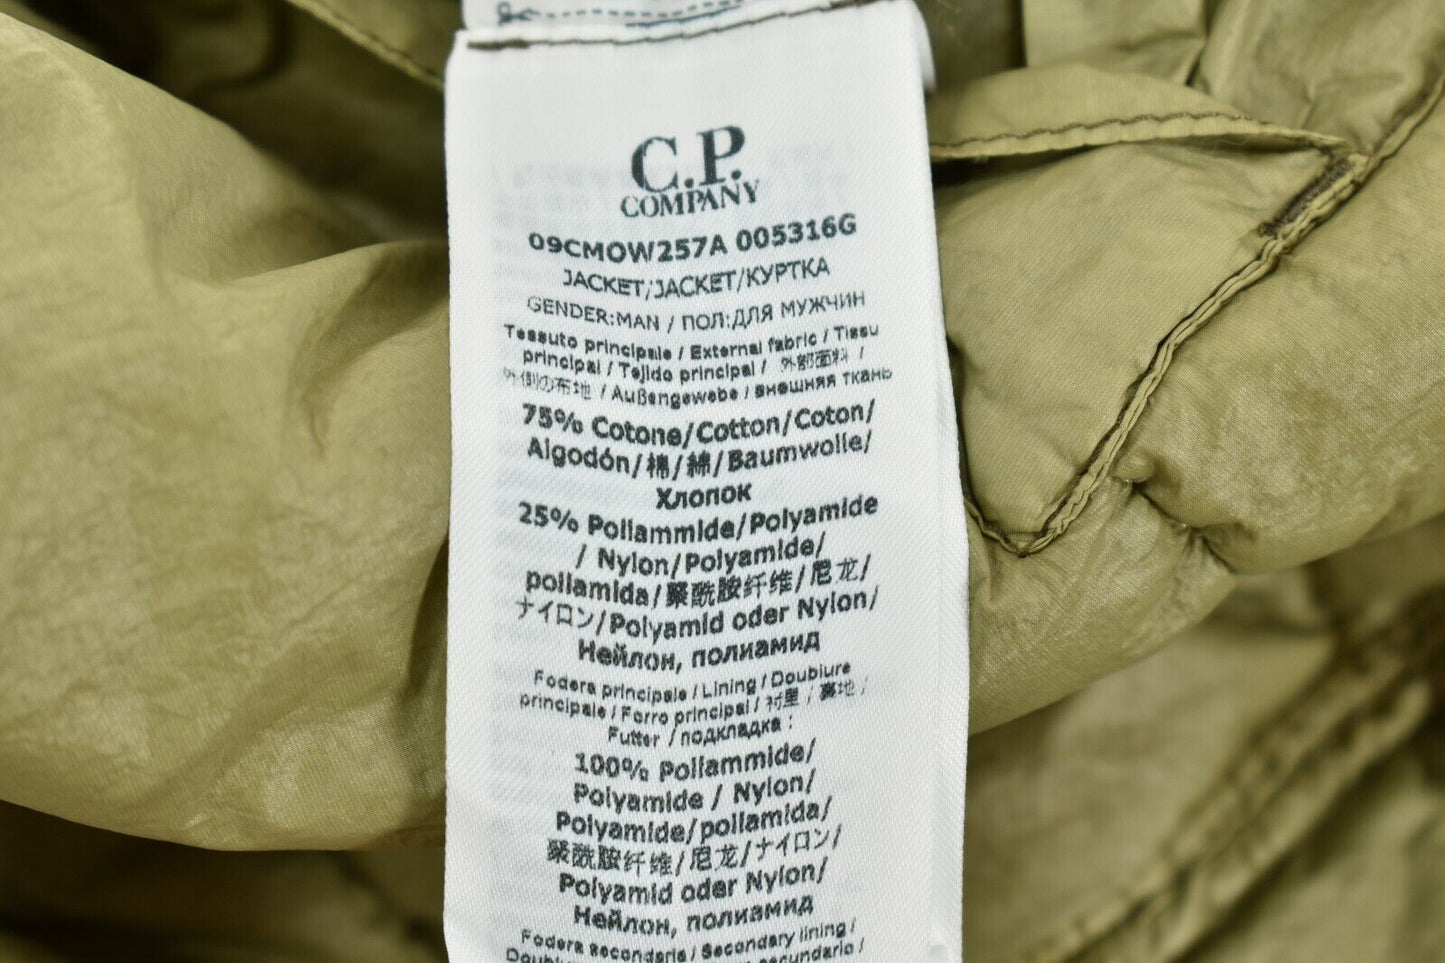 C.P.
COMPANY
09CMOW257A 005316G
JACKET/JACKET/КУРТКА
GENDER:MAN / ПОЛ:ДЛЯ МУЖЧИН
Tessuto principale / External fabric / Tissu
principal / Tejido principal / 外部面料 /
外側の布地 / Außengewebe / внешняя ткань
75% Cotone/Cotton/Coton/
Algodón/棉/綿/Baumwolle/
Хлопок
25% Poliammide/Polyamide
/ Nylon/Polyamide/
poliamida/聚酰胺纤维/尼龙/
ナイロン/Polyamid oder Nylon/
Нейлон, полиамид
Fodera principale / Lining / Doublure
principale / Forro principal / 衬里 / 裏地 /
Futter / подкладка :
100% Poliammide/
Polyamide / Nylon/
Polyamide/poliamida/
聚酰胺纤维/尼龙/ナイロン/
Polyamid oder Nylon/
Нейлон, полиамид
Fodera secondaria / Secondary lining /
secundario /